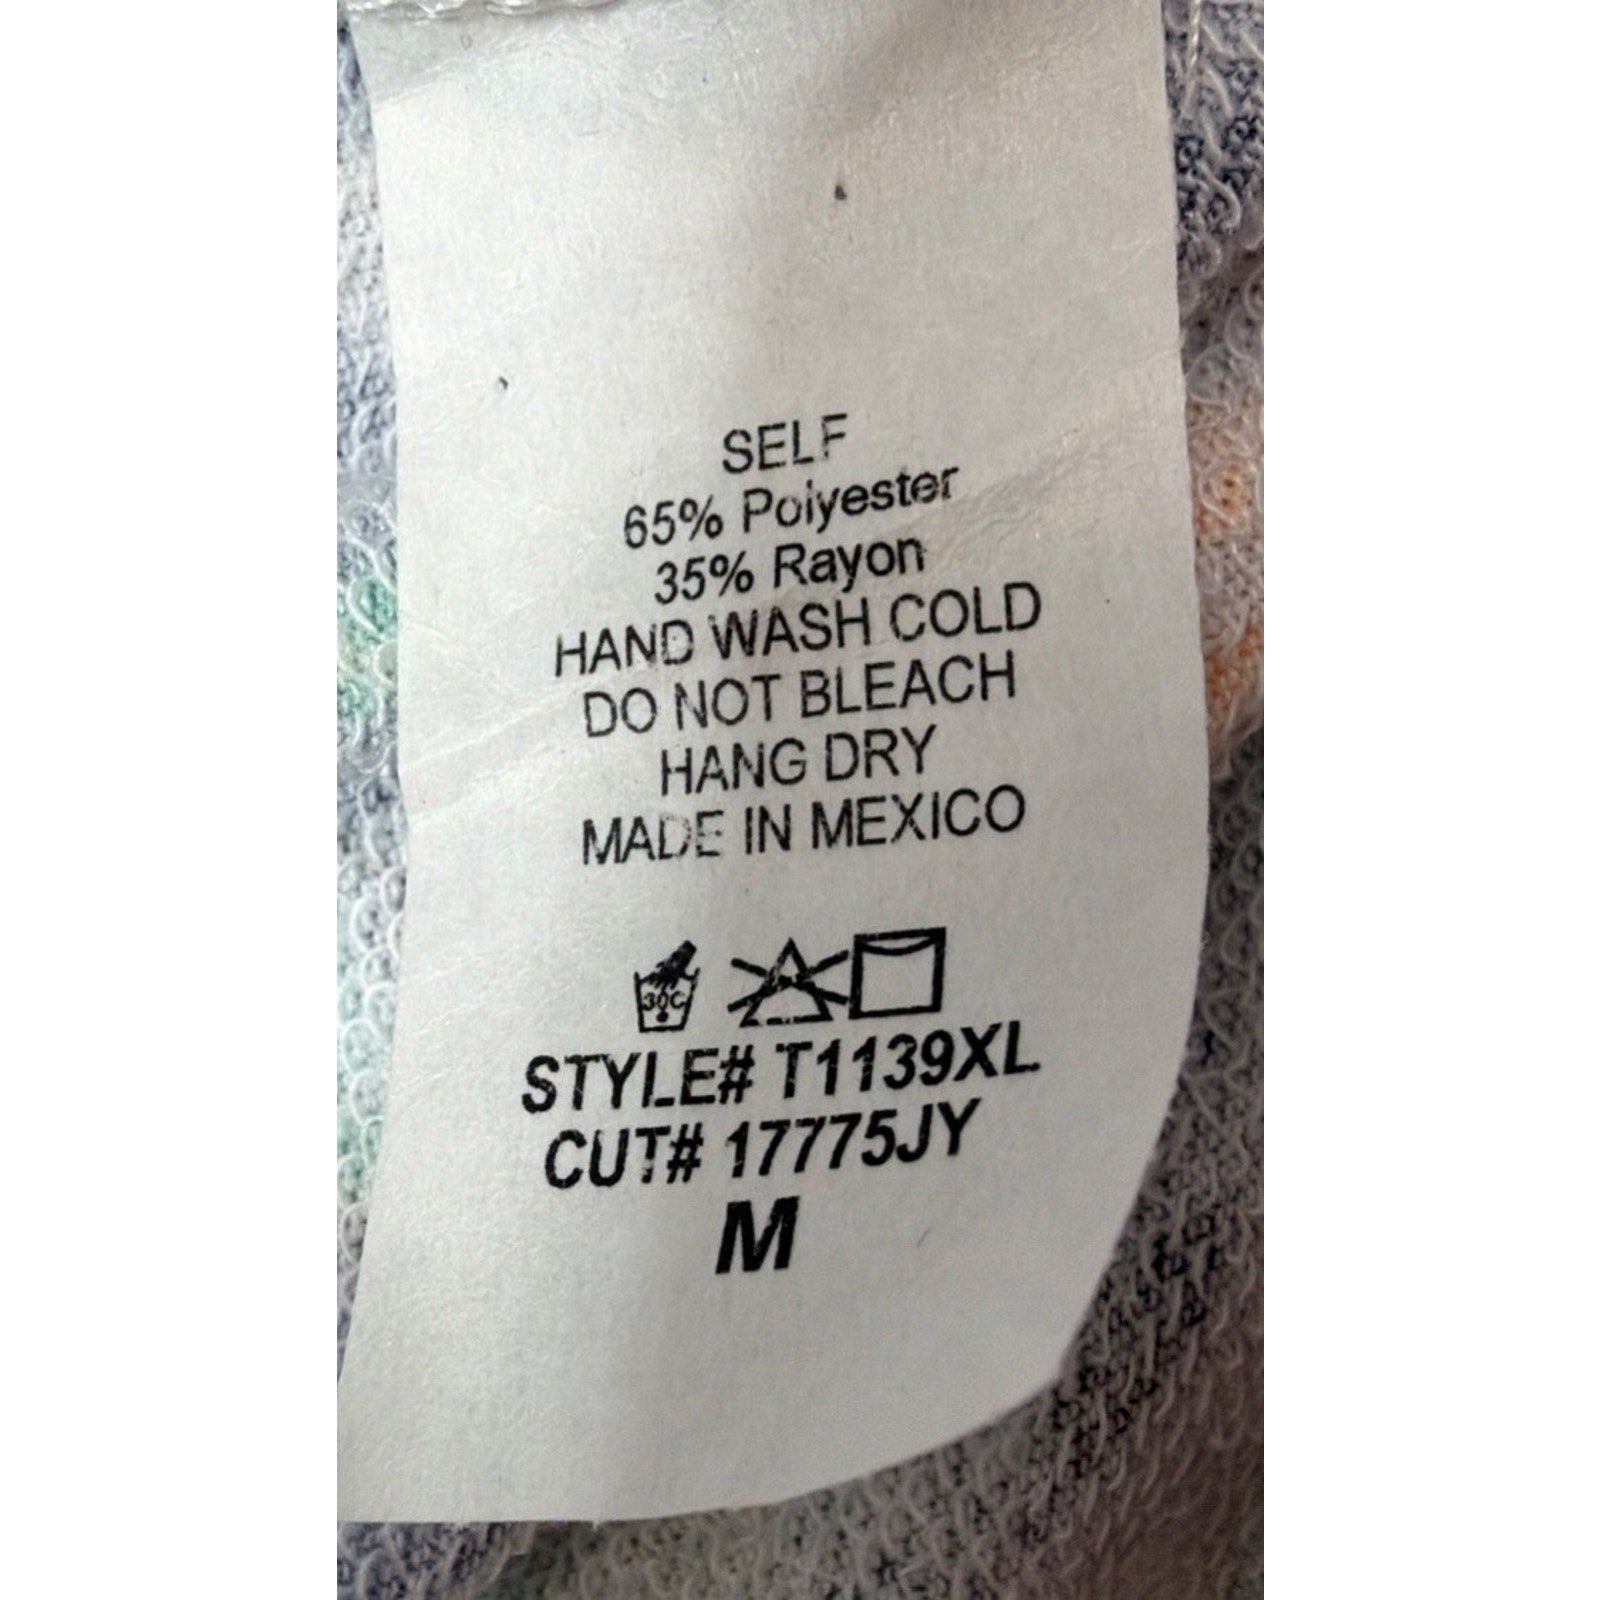 SELF
65% Polyester
35% Rayon
HAND WASH COLD
DO NOT BLEACH
HANG DRY
MADE IN MEXICO
30C
STYLE# T1139XL
CUT# 17775JY
M